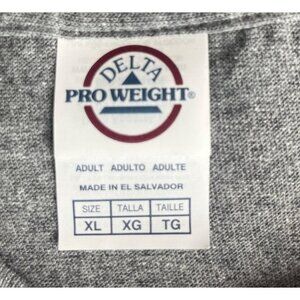 DELTA
PRO WEIGHT®
ADULT ADULTO ADULTE
MADE IN EL SALVADOR
SIZE TALLA TAILLE
XL XG TG